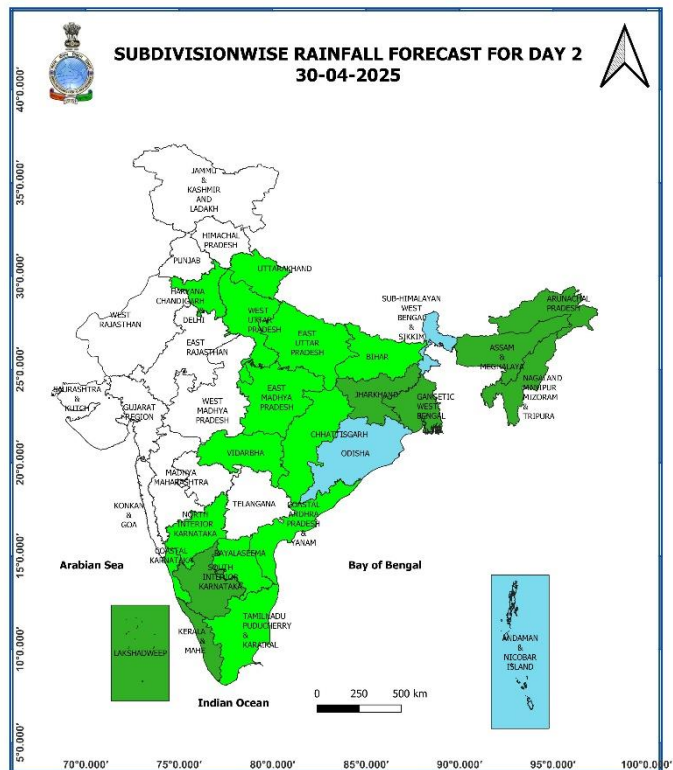 SUBDIVISIONWISE RAINFALL FORECAST FOR DAY 2
30-04-2025
40°0.000'
35°0.000'
30°0.000'
25°0.000'
20°0.000'
15°0.000'
10°0.000'
5°0.000'
JAMMU
&
KASHMIR
AND
LADAKH
HIMACHAL
PRADESH
PUNJAB
UTTARAKHAND
HARYANA
CHANDIGARH
&
DELHI
WEST
RAJASTHAN
WEST
UTTAR
PRADESH
EAST
RAJASTHAN
EAST
UTTAR
PRADESH
SUB-HIMALAYAN
WEST
BENGAL
&
SIKKIM
ARUNACHAL
PRADESH
ASSAM
&
MEGHALAYA
NAGALAND
MANIPUR
MIZORAM
&
TRIPURA
BIHAR
SAURASHTRA
& KUTCH
GUJARAT
REGION
WEST
MADHYA
PRADESH
EAST
MADHYA
PRADESH
JHARKHAND
GANGETIC
WEST
BENGAL
CHHATTISGARH
ODISHA
VIDARBHA
MADHYA
MAHARASHTRA
KONKAN
&
GOA
TELANGANA
COASTAL
ANDHRA
PRADESH
&
YANAM
NORTH
INTERIOR
KARNATAKA
COASTAL
KARNATAKA
RAYALASEEMA
SOUTH
INTERIOR
KARNATAKA
Arabian Sea
Bay of Bengal
TAMILNADU
PUDUCHERRY
&
KARAIKAL
KERALA
&
MAHE
LAKSHADWEEP
ANDAMAN
&
NICOBAR
ISLAND
Indian Ocean
0 250 500 km
70°0.000' 75°0.000' 80°0.000' 85°0.000' 90°0.000' 95°0.000' 100°0.000'